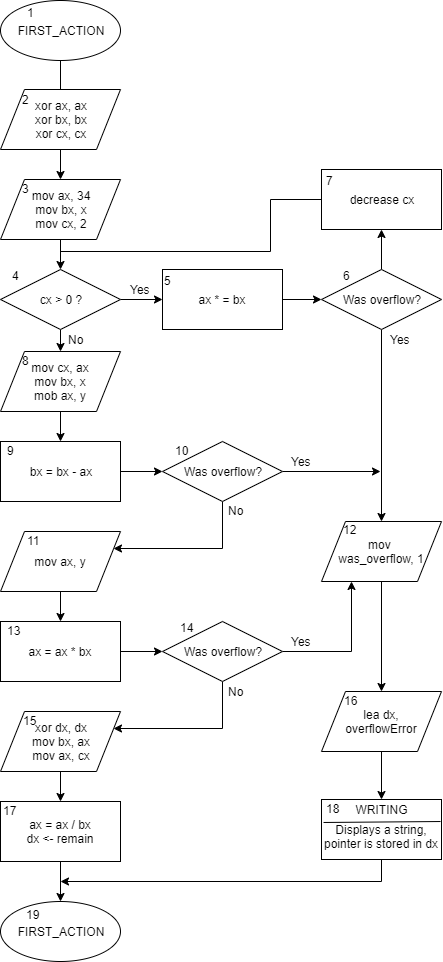 1
FIRST_ACTION
2
xor ax, ax
xor bx, bx
xor cx, cx
3
mov ax, 34
mov bx, x
mov cx, 2
4
cx > 0 ?
Yes
No
5
ax * = bx
6
Was overflow?
Yes
7
decrease cx
8
mov cx, ax
mov bx, x
mob ax, y
9
bx = bx - ax
10
Was overflow?
Yes
No
11
mov ax, y
12
mov
was_overflow, 1
13
ax = ax * bx
14
Was overflow?
Yes
No
15
xor dx, dx
mov bx, ax
mov ax, cx
16
lea dx,
overflowError
17
ax = ax / bx
dx <- remain
18
WRITING
Displays a string,
pointer is stored in dx
19
FIRST_ACTION